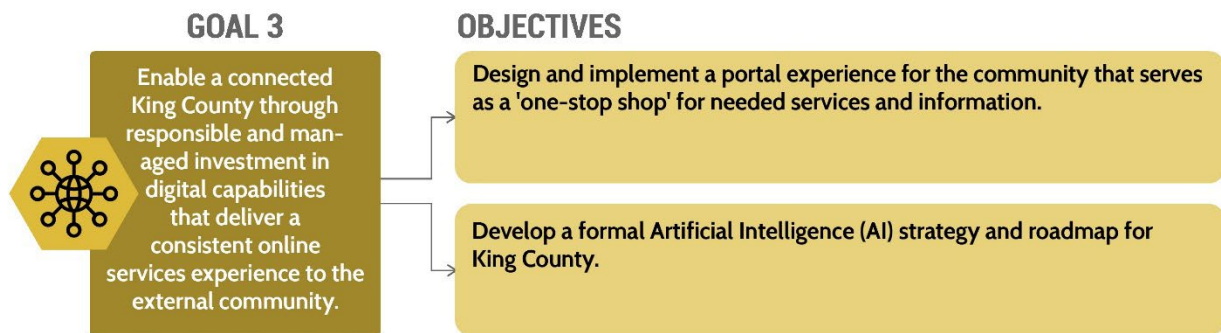 GOAL 3
Enable a connected
King County through
responsible and man-
aged investment in
digital capabilities
that deliver a
consistent online
services experience to the
external community.
OBJECTIVES
Design and implement a portal experience for the community that serves
as a 'one-stop shop' for needed services and information.
Develop a formal Artificial Intelligence (AI) strategy and roadmap for
King County.